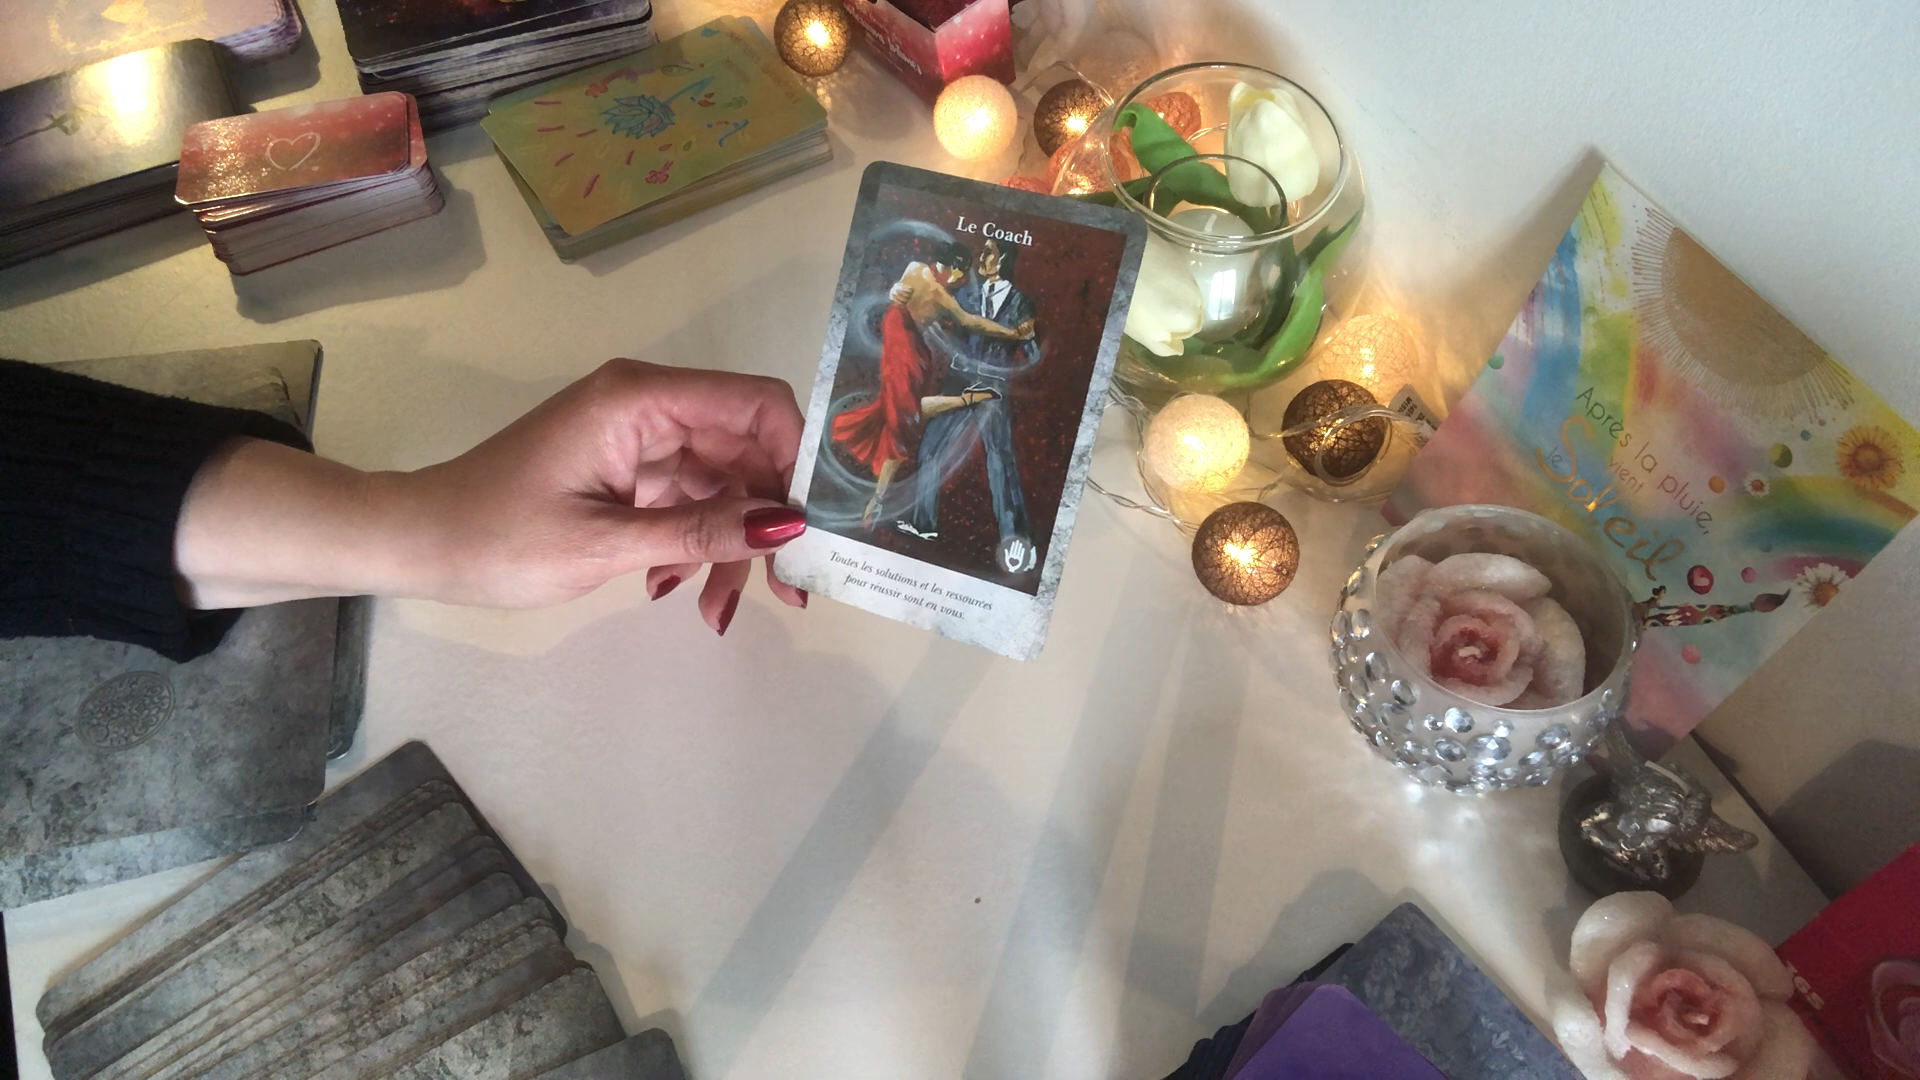 Le Coach
Toutes les solutions et les ressources
pour réussir sont en vous.
Après la pluie,
vient
le Soleil